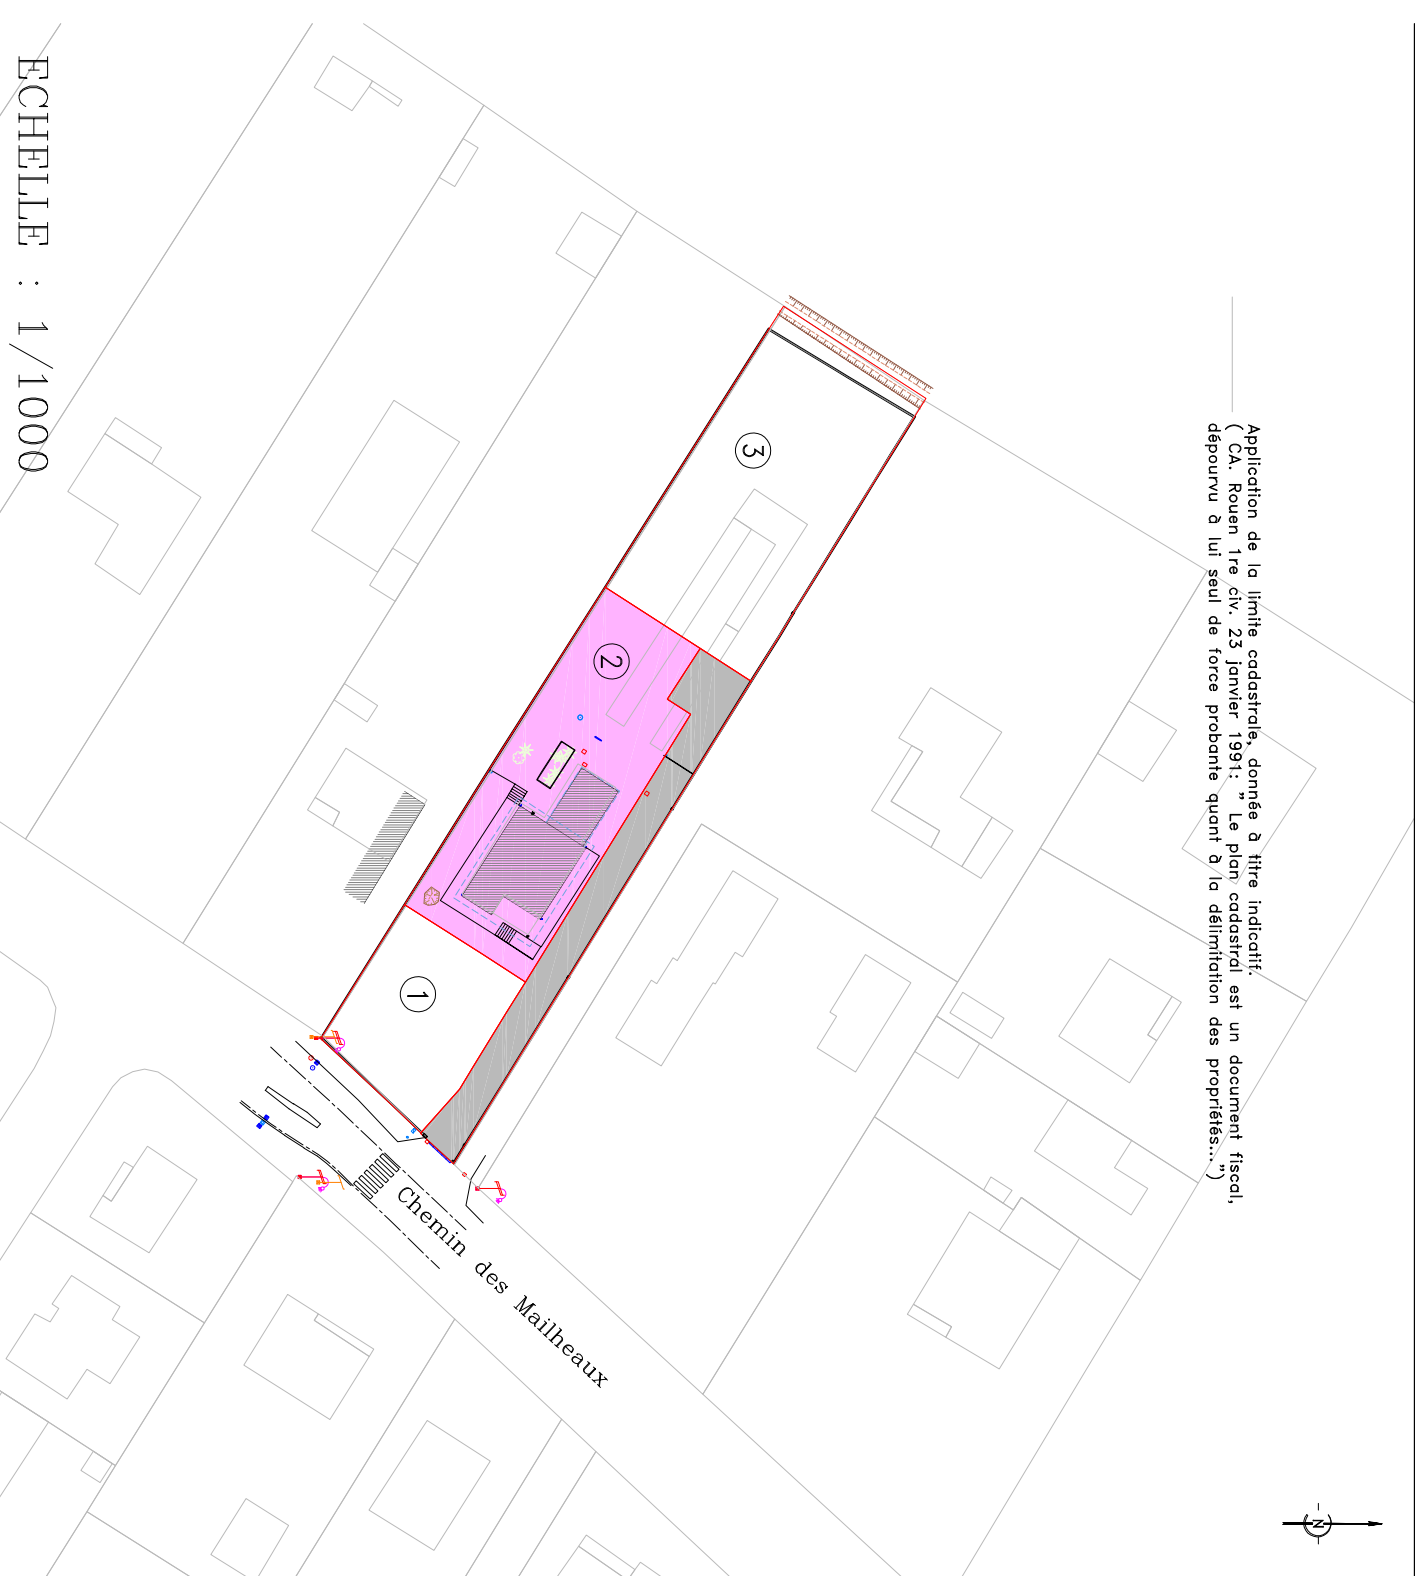 Application de la limite cadastrale, donnée à titre indicatif.
( CA. Rouen 1re civ. 23 janvier 1991: " Le plan cadastral est un document fiscal,
dépourvu à lui seul de force probante quant à la délimitation des propriétés...")
3
2
1
Chemin des Mailheaux
N
ECHELLE : 1/1000